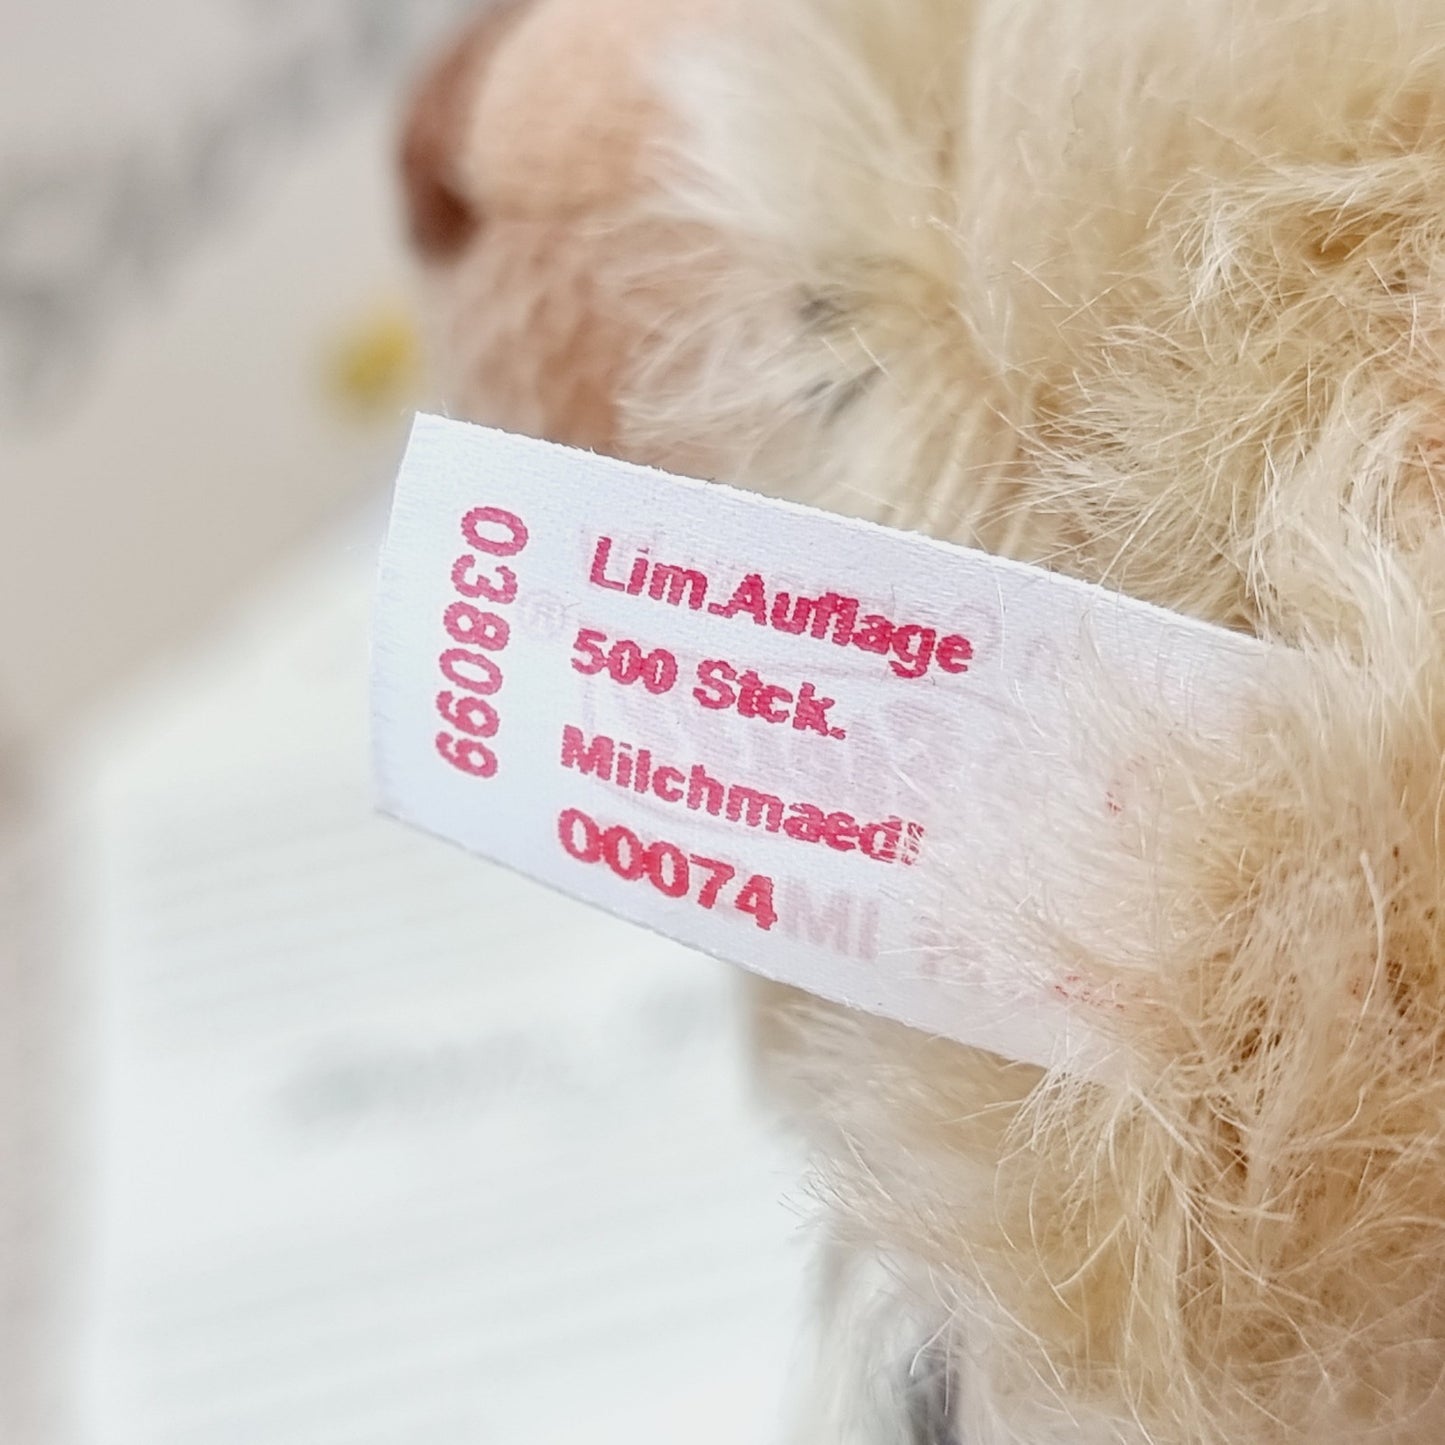 038099
Lim.Auflage
500 Stck.
Milchmaedl
00074